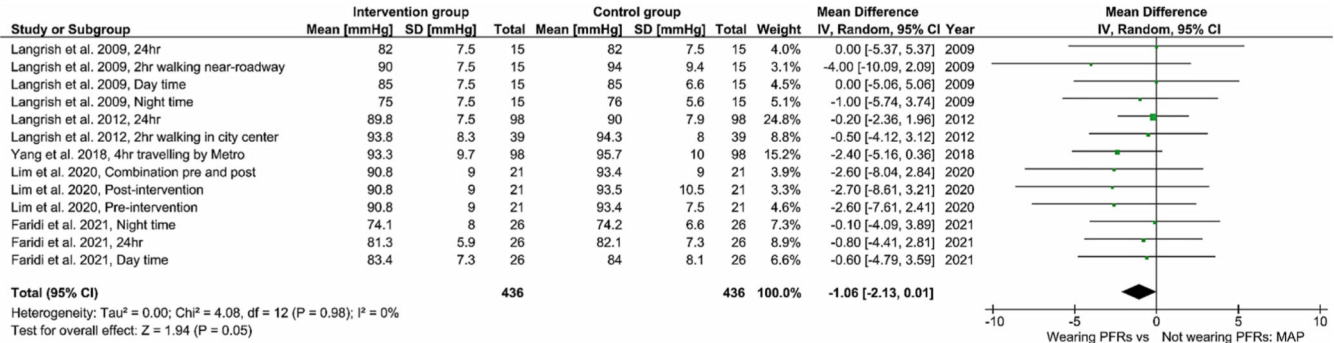 Intervention group Control group Mean Difference Mean Difference
Study or Subgroup Mean [mmHg] SD [mmHg] Total Mean [mmHg] SD [mmHg] Total Weight IV, Random, 95% CI Year IV, Random, 95% CI
Langrish et al. 2009, 24hr 82 7.5 15 82 7.5 15 4.0% 0.00 [-5.37, 5.37] 2009
Langrish et al. 2009, 2hr walking near-roadway 90 7.5 15 94 9.4 15 3.1% -4.00 [-10.09, 2.09] 2009
Langrish et al. 2009, Day time 85 7.5 15 85 6.6 15 4.5% 0.00 [-5.06, 5.06] 2009
Langrish et al. 2009, Night time 75 7.5 15 76 5.6 15 5.1% -1.00 [-5.74, 3.74] 2009
Langrish et al. 2012, 24hr 89.8 7.5 98 90 7.9 98 24.8% -0.20 [-2.36, 1.96] 2012
Langrish et al. 2012, 2hr walking in city center 93.8 8.3 39 94.3 8 39 8.8% -0.50 [-4.12, 3.12] 2012
Yang et al. 2018, 4hr travelling by Metro 93.3 9.7 98 95.7 10 98 15.2% -2.40 [-5.16, 0.36] 2018
Lim et al. 2020, Combination pre and post 90.8 9 21 93.4 9 21 3.9% -2.60 [-8.04, 2.84] 2020
Lim et al. 2020, Post-intervention 90.8 9 21 93.5 10.5 21 3.3% -2.70 [-8.61, 3.21] 2020
Lim et al. 2020, Pre-intervention 90.8 9 21 93.4 7.5 21 4.6% -2.60 [-7.61, 2.41] 2020
Faridi et al. 2021, Night time 74.1 8 26 74.2 6.6 26 7.3% -0.10 [-4.09, 3.89] 2021
Faridi et al. 2021, 24hr 81.3 5.9 26 82.1 7.3 26 8.9% -0.80 [-4.41, 2.81] 2021
Faridi et al. 2021, Day time 83.4 7.3 26 84 8.1 26 6.6% -0.60 [-4.79, 3.59] 2021
Total (95% CI) 436 436 100.0% -1.06 [-2.13, 0.01]
Heterogeneity: Tau² = 0.00; Chi² = 4.08, df = 12 (P = 0.98); I² = 0%
Test for overall effect: Z = 1.94 (P = 0.05)
-10 -5 0 5 10
Wearing PFRs vs Not wearing PFRs: MAP